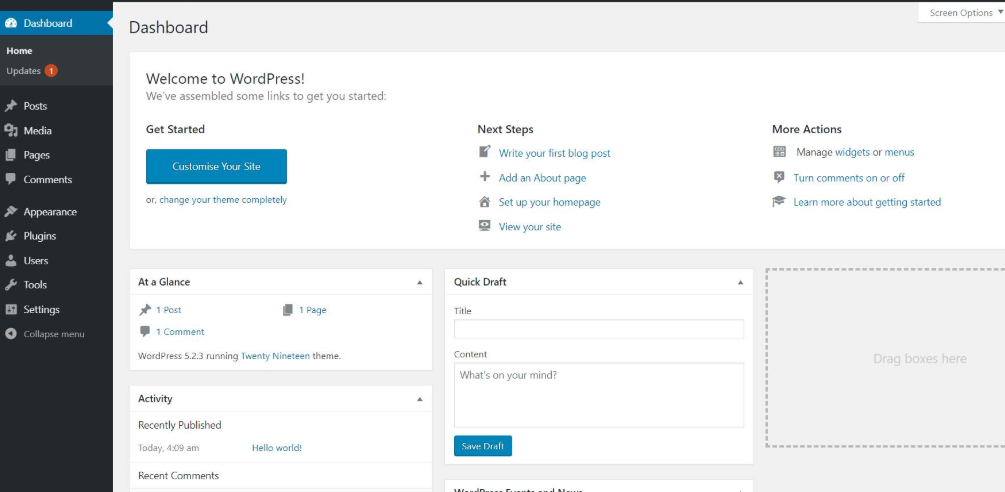 Dashboard
Home
Updates 1
Posts
Media
Pages
Comments
Appearance
Plugins
Users
Tools
Settings
Collapse menu
Screen Options
Dashboard
Welcome to WordPress!
We've assembled some links to get you started:
Get Started
Customise Your Site
or, change your theme completely
Next Steps
Write your first blog post
Add an About page
Set up your homepage
View your site
More Actions
Manage widgets or menus
Turn comments on or off
Learn more about getting started
At a Glance
1 Post
1 Page
1 Comment
WordPress 5.2.3 running Twenty Nineteen theme.
Activity
Recently Published
Today, 4:09 am
Hello world!
Recent Comments
Quick Draft
Title
Content
What's on your mind?
Save Draft
WordPress Events and News
Drag boxes here